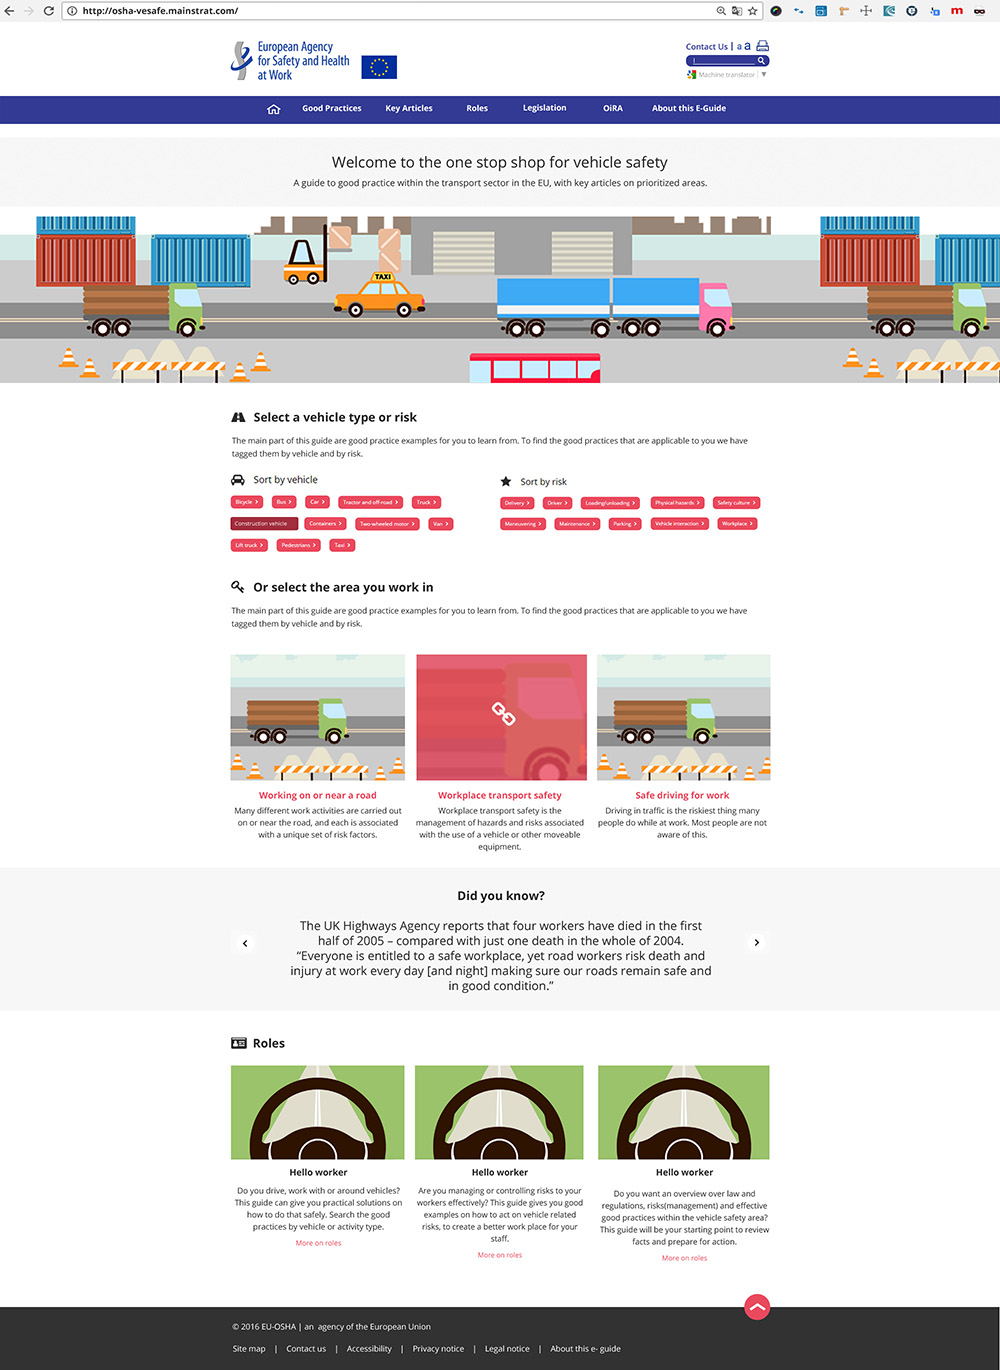 http://osha-vesafe.mainstrat.com/
European Agency
for Safety and Health
at Work
Contact Us | a a
Machine translator | ▼
Good Practices Key Articles Roles Legislation OiRA About this E-Guide
Welcome to the one stop shop for vehicle safety
A guide to good practice within the transport sector in the EU, with key articles on prioritized areas.
TAXI
Select a vehicle type or risk
The main part of this guide are good practice examples for you to learn from. To find the good practices that are applicable to you we have
tagged them by vehicle and by risk.
Sort by vehicle
Bicycle > Bus > Car > Tractor and off-road > Truck >
Construction vehicle Containers > Two-wheeled motor > Van >
Lift truck > Pedestrians > Taxi >
Sort by risk
Delivery > Driver > Loading/unloading > Physical hazards > Safety culture >
Maneuvering > Maintenance > Parking > Vehicle interaction > Workplace >
Or select the area you work in
The main part of this guide are good practice examples for you to learn from. To find the good practices that are applicable to you we have
tagged them by vehicle and by risk.
Working on or near a road
Many different work activities are carried out
on or near the road, and each is associated
with a unique set of risk factors.
Workplace transport safety
Workplace transport safety is the
management of hazards and risks associated
with the use of a vehicle or other moveable
equipment.
Safe driving for work
Driving in traffic is the riskiest thing many
people do while at work. Most people are not
aware of this.
Did you know?
The UK Highways Agency reports that four workers have died in the first
half of 2005 – compared with just one death in the whole of 2004.
“Everyone is entitled to a safe workplace, yet road workers risk death and
injury at work every day [and night] making sure our roads remain safe and
in good condition.”
Roles
Hello worker
Do you drive, work with or around vehicles?
This guide can give you practical solutions on
how to do that safely. Search the good
practices by vehicle or activity type.
More on roles
Hello worker
Are you managing or controlling risks to your
workers effectively? This guide gives you good
examples on how to act on vehicle related
risks, to create a better work place for your
staff.
More on roles
Hello worker
Do you want an overview over law and
regulations, risks(management) and effective
good practices within the vehicle safety area?
This guide will be your starting point to review
facts and prepare for action.
More on roles
© 2016 EU-OSHA | an agency of the European Union
Site map | Contact us | Accessibility | Privacy notice | Legal notice | About this e- guide